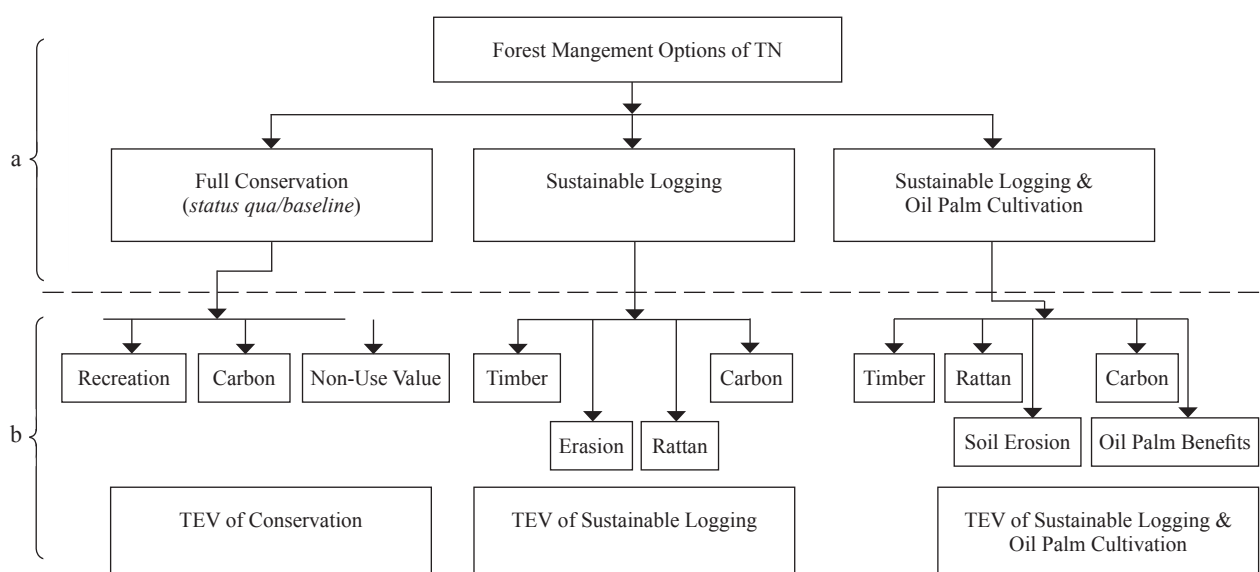 Forest Mangement Options of TN
a
Full Conservation
(status qua/baseline)
Sustainable Logging
Sustainable Logging &
Oil Palm Cultivation
b
Recreation
Carbon
Non-Use Value
Timber
Carbon
Erasion
Rattan
Timber
Rattan
Carbon
Soil Erosion
Oil Palm Benefits
TEV of Conservation
TEV of Sustainable Logging
TEV of Sustainable Logging &
Oil Palm Cultivation